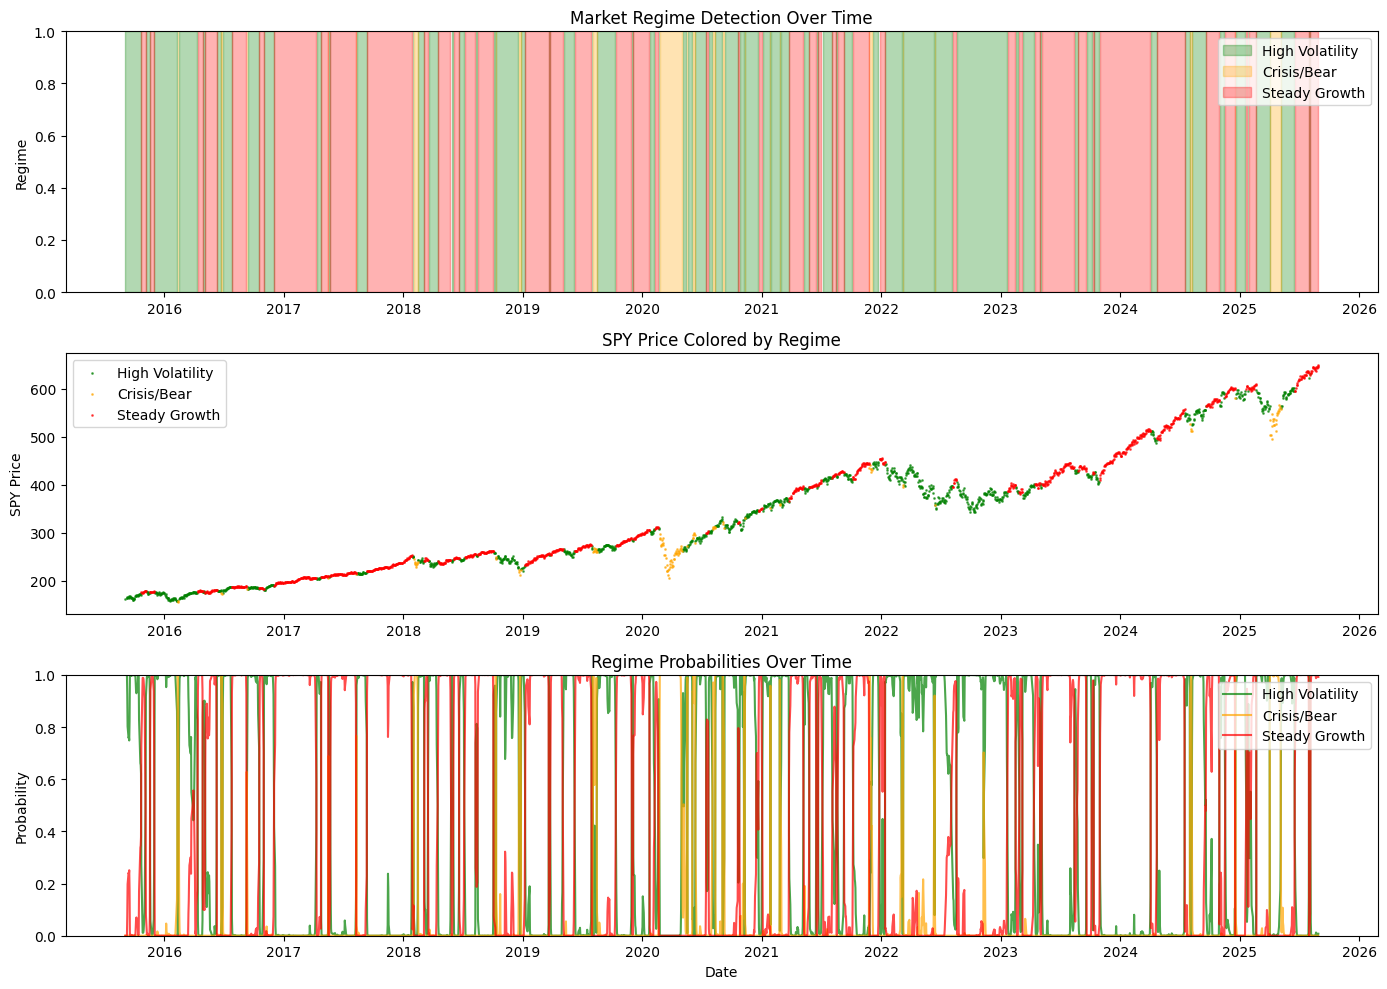 Market Regime Detection Over Time
1.0
0.8
0.6
0.4
0.2
0.0
Regime
High Volatility
Crisis/Bear
Steady Growth
2016 2017 2018 2019 2020 2021 2022 2023 2024 2025 2026
SPY Price Colored by Regime
600
500
400
300
200
SPY Price
High Volatility
Crisis/Bear
Steady Growth
2016 2017 2018 2019 2020 2021 2022 2023 2024 2025 2026
Regime Probabilities Over Time
1.0
0.8
0.6
0.4
0.2
0.0
Probability
High Volatility
Crisis/Bear
Steady Growth
2016 2017 2018 2019 2020 2021 2022 2023 2024 2025 2026
Date